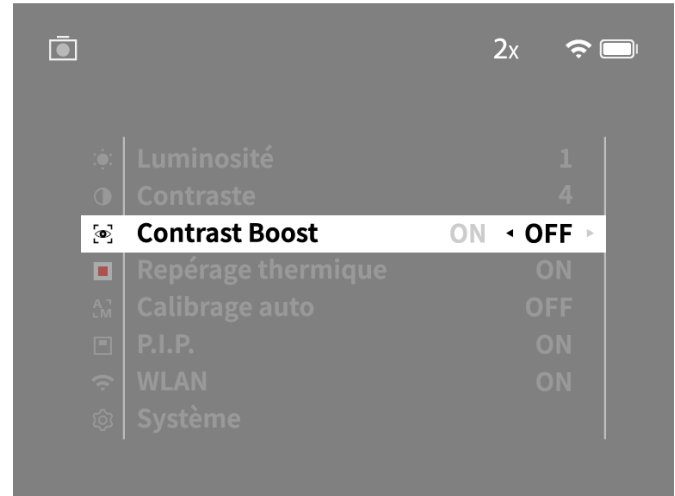 2x
Luminosité 1
Contraste 4
Contrast Boost ON OFF
Repérage thermique ON
A M Calibrage auto OFF
P.I.P. ON
WLAN ON
Système